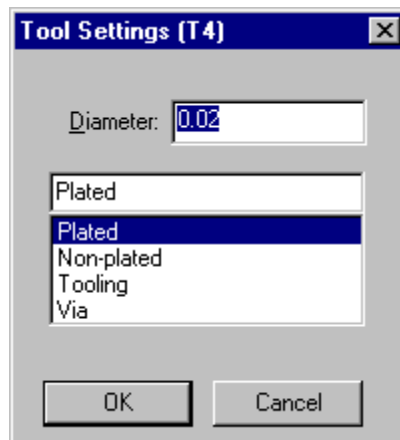 Tool Settings (T4)
Diameter: 0.02
Plated
Plated
Non-plated
Tooling
Via
OK Cancel